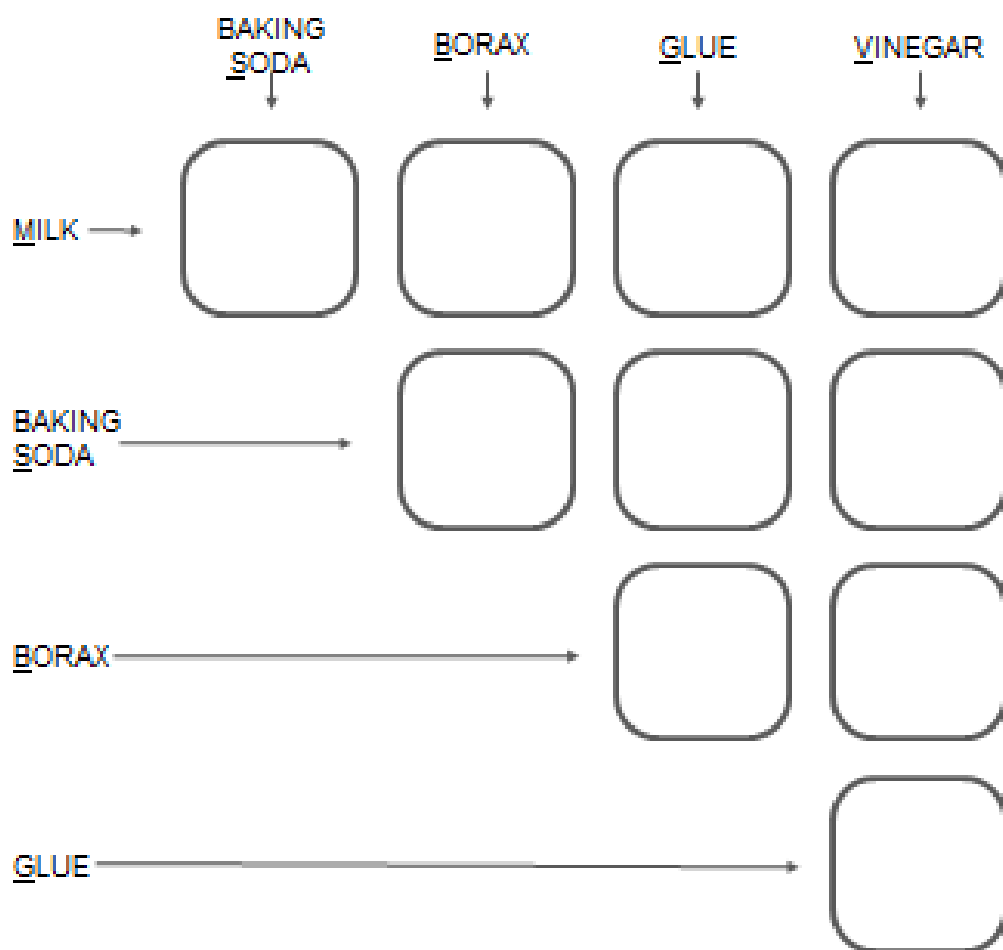 BAKING
SODA
BORAX
GLUE
VINEGAR
MILK
BAKING
SODA
BORAX
GLUE